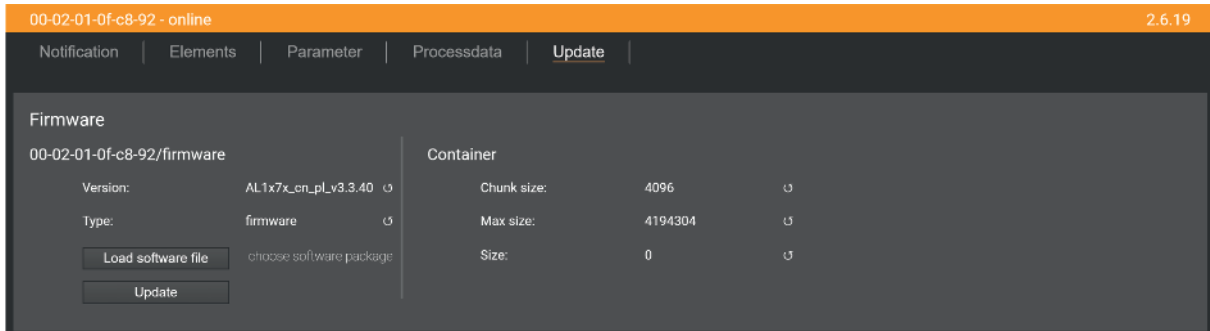 00-02-01-0f-c8-92 - online 2.6.19
Notification Elements Parameter Processdata Update
Firmware
00-02-01-0f-c8-92/firmware Container
Version: AL1x7x_cn_pl_v3.3.40 Chunk size: 4096
Type: firmware Max size: 4194304
Load software file choose software package Size: 0
Update